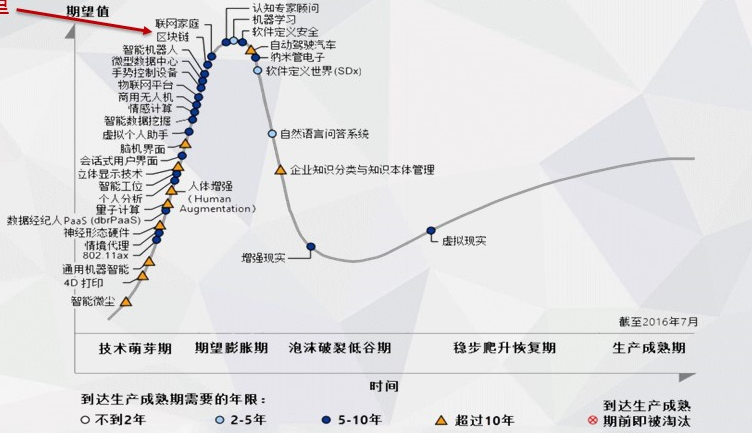 里
期望值
联网家庭
区块链
智能机器人
微型数据中心
手势控制设备
物联网平台
商用无人机
情感计算
智能数据挖掘
虚拟个人助手
脑机界面
会话式用户界面
立体显示技术
智能工位
个人分析
量子计算
数据经纪人PaaS (dbrPaaS)
神经形态硬件
情境代理
802.11ax
通用机器智能
4D 打印
智能微尘
认知专家顾问
机器学习
软件定义安全
自动驾驶汽车
纳米管电子
软件定义世界(SDx)
自然语言问答系统
企业知识分类与知识本体管理
人体增强
(Human
Augmentation)
增强现实
虚拟现实
截至2016年7月
技术萌芽期 期望膨胀期 泡沫破裂低谷期 稳步爬升恢复期 生产成熟期
时间
到达生产成熟期需要的年限：
不到2年 2-5年 5-10年 超过10年
到达生产成熟
期前即被淘汰